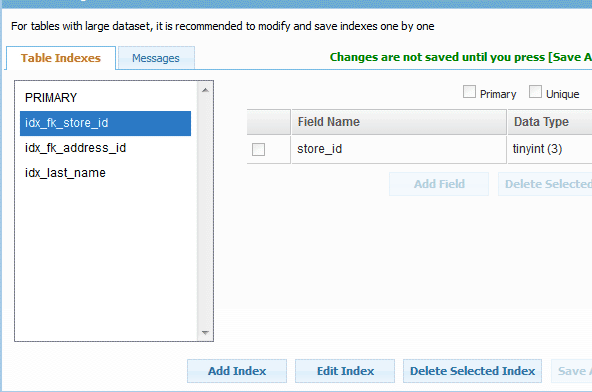 For tables with large dataset, it is recommended to modify and save indexes one by one
Table Indexes Messages Changes are not saved until you press [Save A
PRIMARY
idx_fk_store_id
idx_fk_address_id
idx_last_name
Primary Unique
Field Name Data Type
store_id tinyint (3)
Add Field Delete Selected
Add Index Edit Index Delete Selected Index Save A